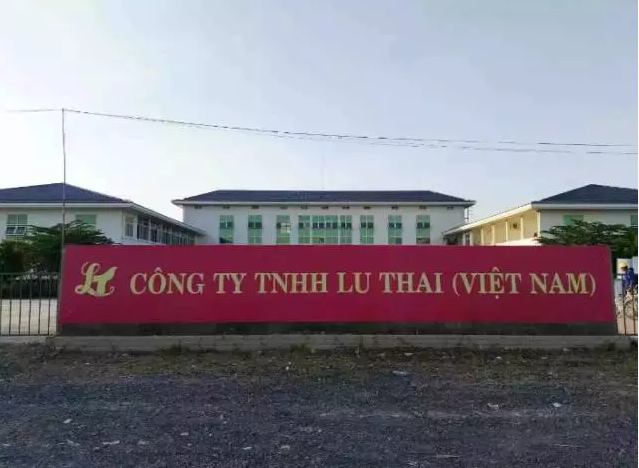 LT CÔNG TY TNHH LU THAI (VIỆT NAM)